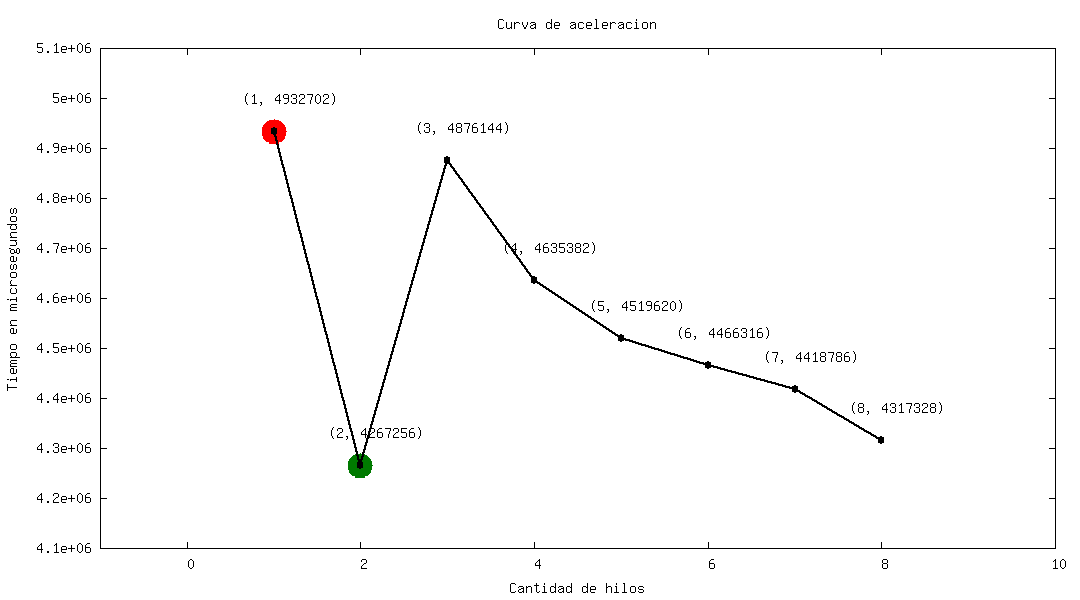 Curva de aceleracion
5.1e+06
5e+06
4.9e+06
4.8e+06
4.7e+06
4.6e+06
4.5e+06
4.4e+06
4.3e+06
4.2e+06
4.1e+06
Tiempo en microsegundos
(1, 4932702)
(2, 4267256)
(3, 4876144)
(4, 4635382)
(5, 4519620)
(6, 4466316)
(7, 4418786)
(8, 4317328)
0
2
4
6
8
10
Cantidad de hilos